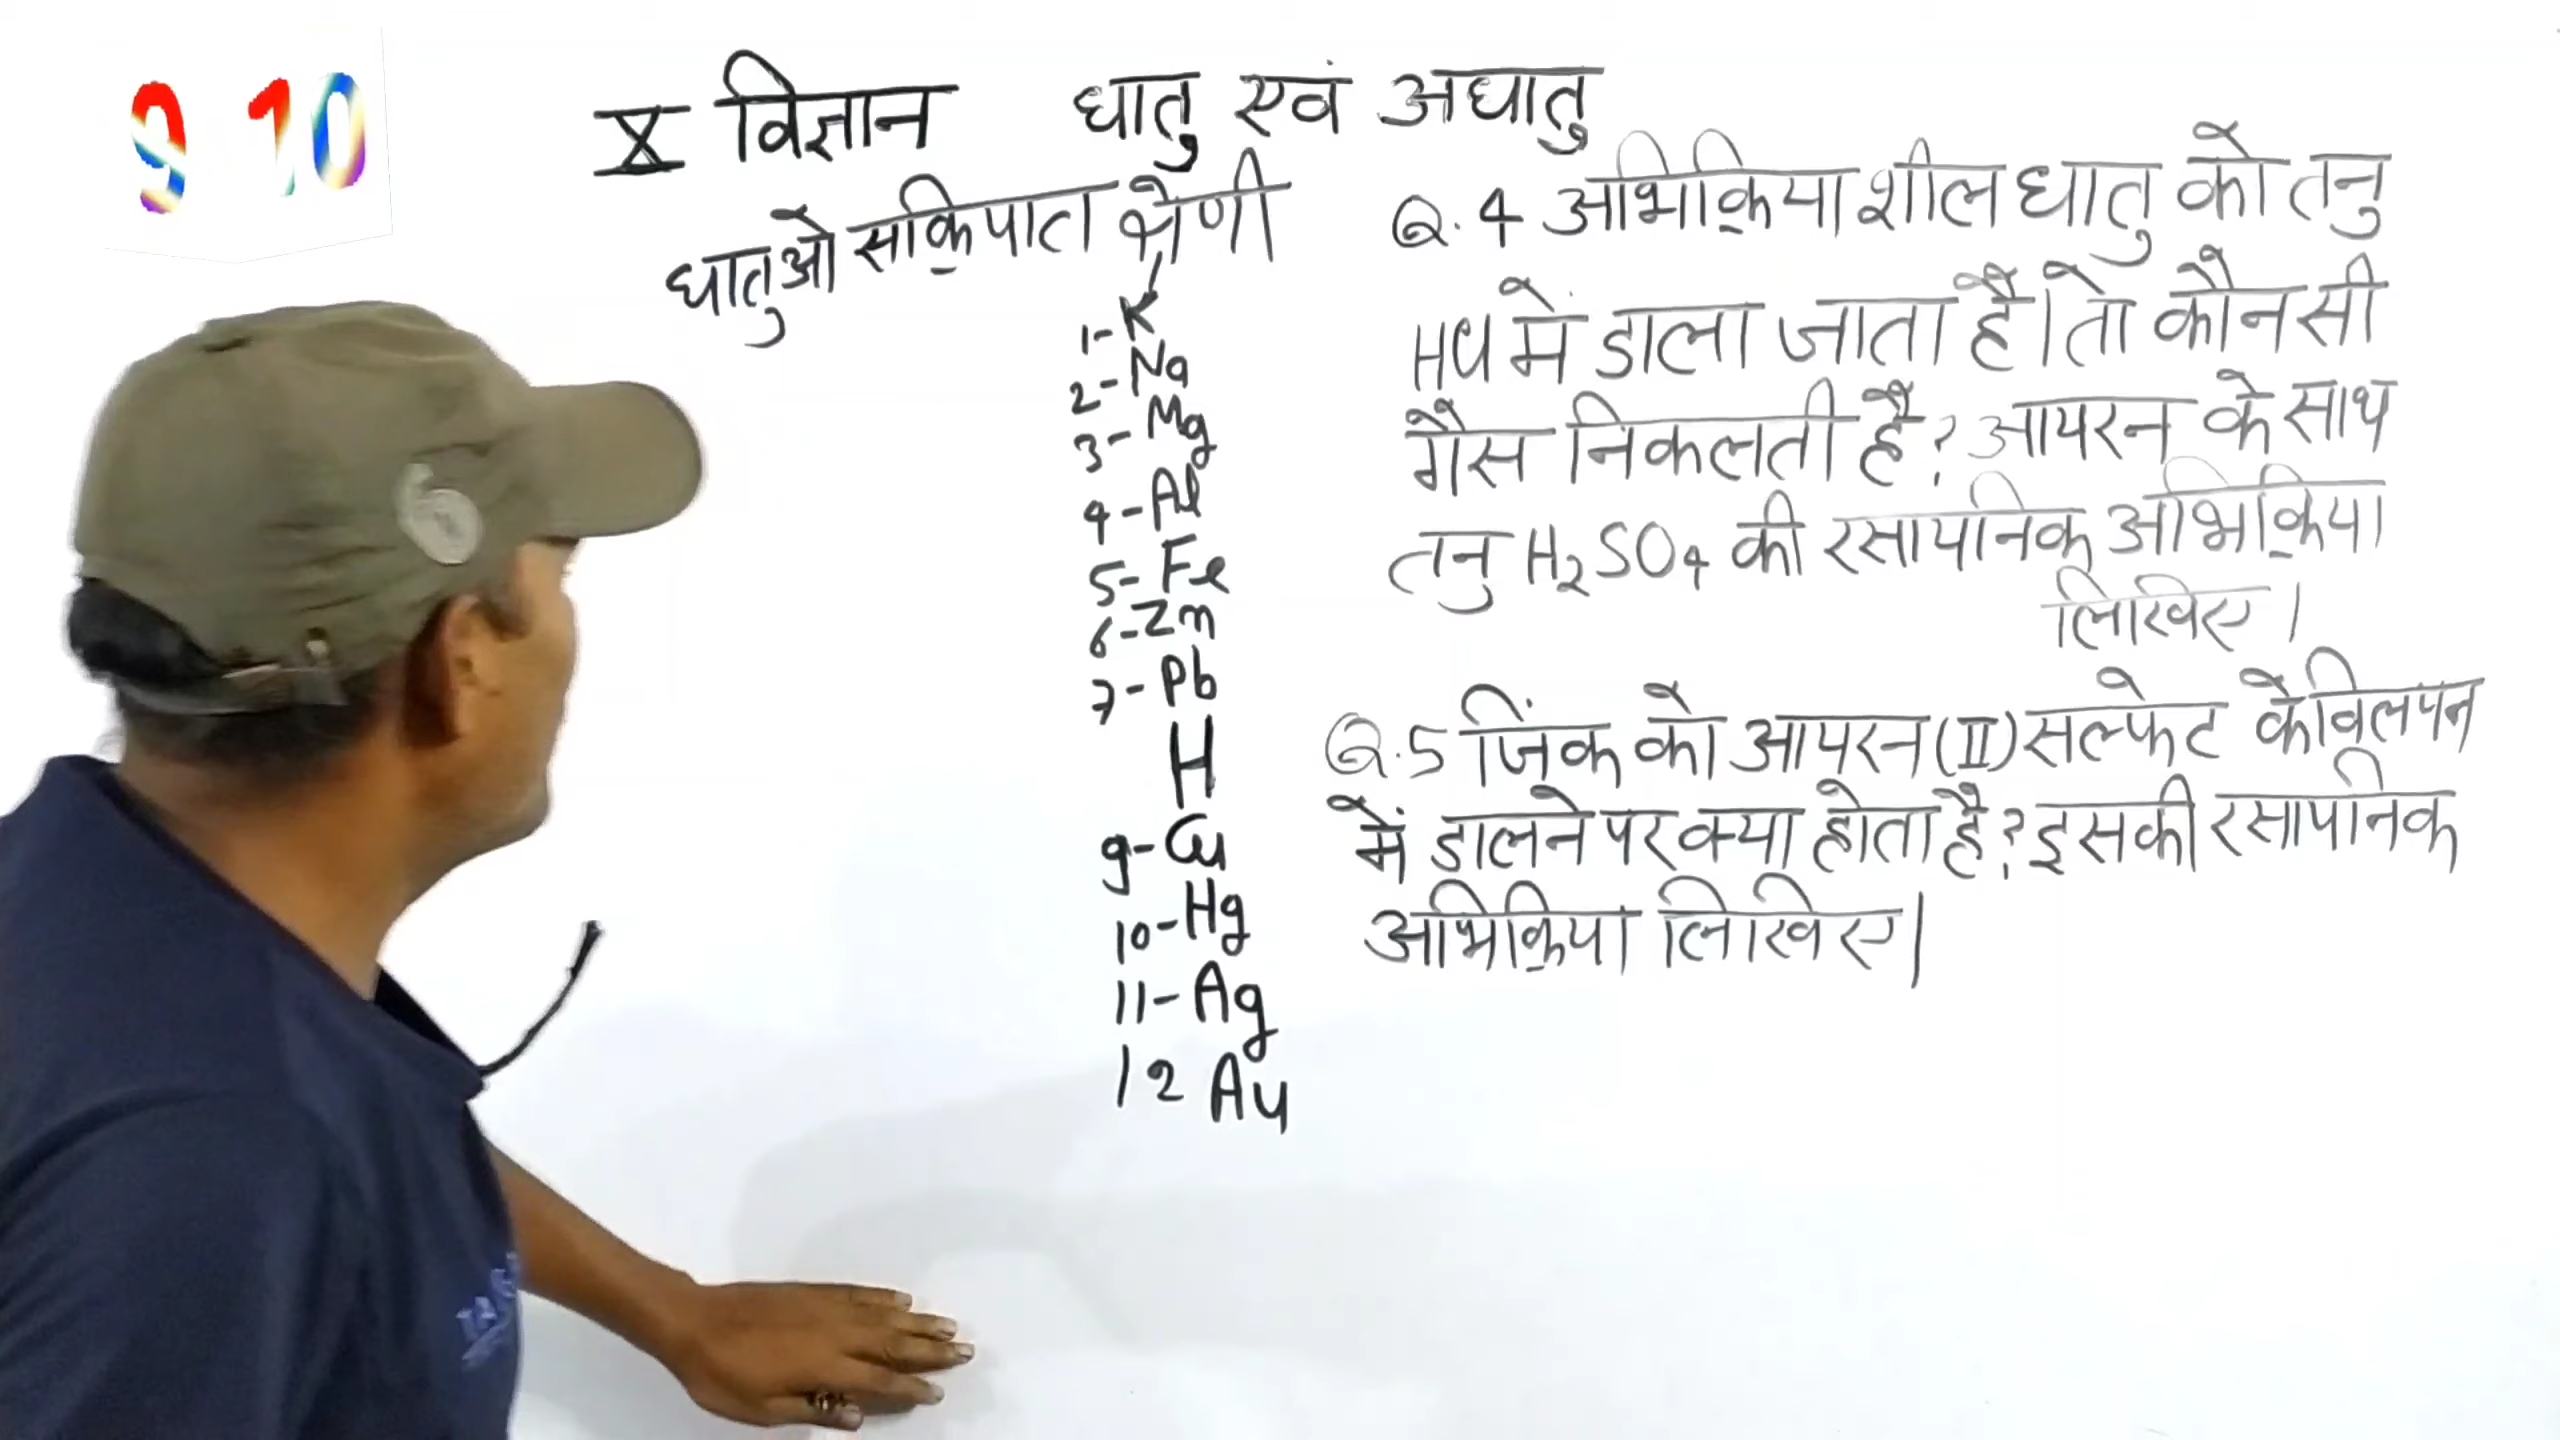 9 10
X विज्ञान धातु एवं अधातु
धातुओ सक्रियाता श्रेणी
1- K
2- Na
3- Mg
4- Al
5- Fe
6- Zn
7- Pb
H
9- Cu
10- Hg
11- Ag
12 Au
Q.4 अभिक्रियाशील धातु को तनु
HCl में डाला जाता है। तो कौन सी
गैस निकलती है? आयरन के साथ
तनु H₂SO₄ की रसायनिक अभिक्रिया
लिखिए।
Q.5 जिंक को आयरन (II) सल्फेट के विलयन
में डालने पर क्या होता है? इसकी रसायनिक
अभिक्रिया लिखिए।